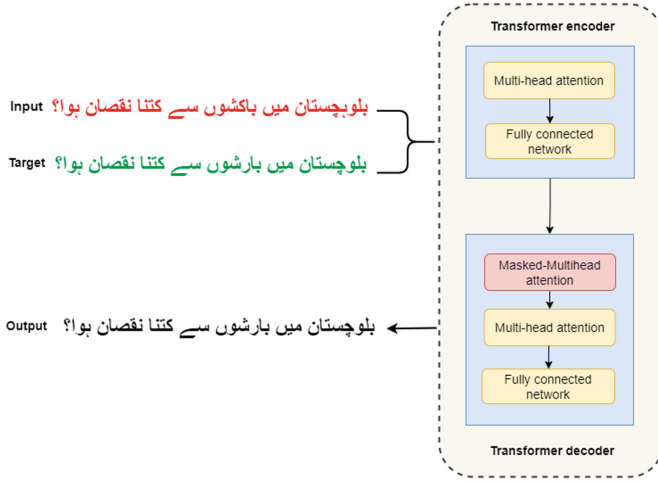 Transformer encoder
Multi-head attention
Fully connected
network
Input بلوہچستان میں باکشوں سے کتنا نقصان ہوا؟
Target بلوچستان میں بارشوں سے کتنا نقصان ہوا؟
Masked-Multihead
attention
Multi-head attention
Fully connected
network
Output بلوچستان میں بارشوں سے کتنا نقصان ہوا؟
Transformer decoder